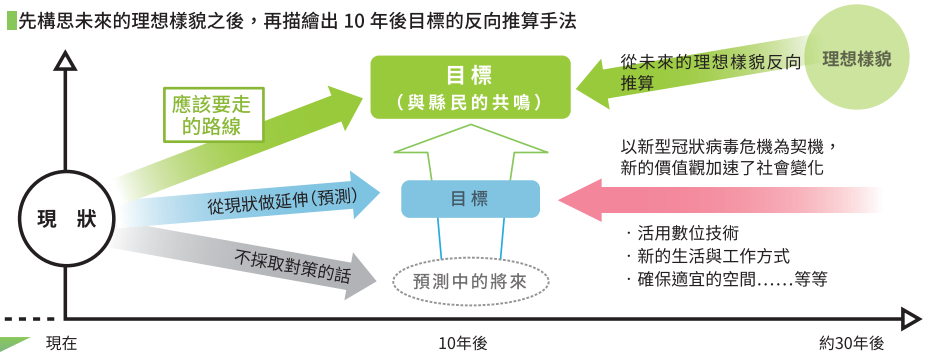 先構思未來的理想樣貌之後，再描繪出 10 年後目標的反向推算手法
目標
（與縣民的共鳴）
從未來的理想樣貌反向
推算
理想樣貌
應該要走
的路線
以新型冠狀病毒危機為契機，
新的價值觀加速了社會變化
從現狀做延伸（預測）
目標
現 狀
·活用數位技術
·新的生活與工作方式
·確保適宜的空間……等等
不採取對策的話
預測中的將來
現在
10年後
約30年後